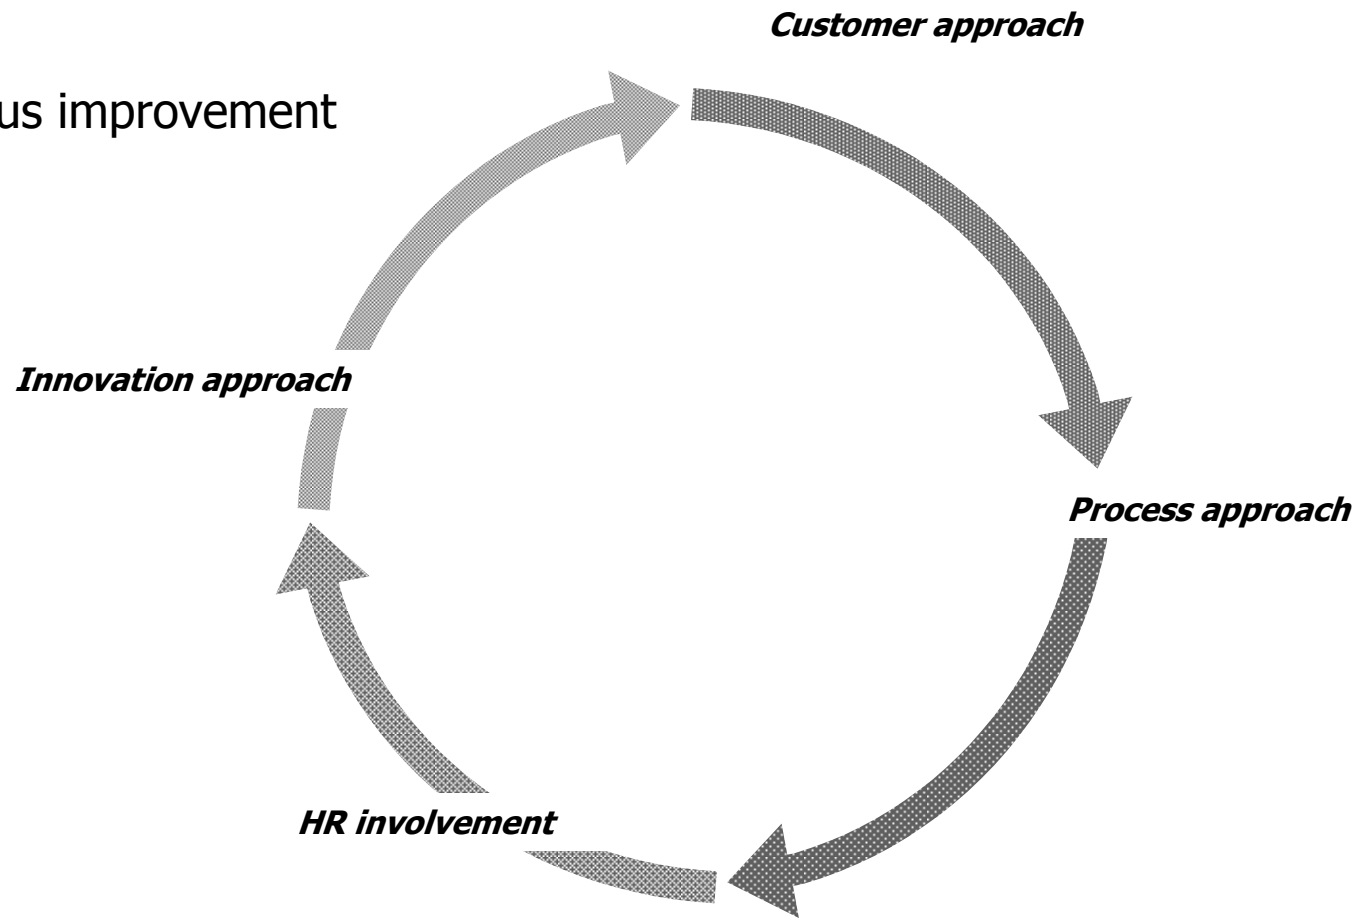 Customer approach
us improvement
Innovation approach
Process approach
HR involvement